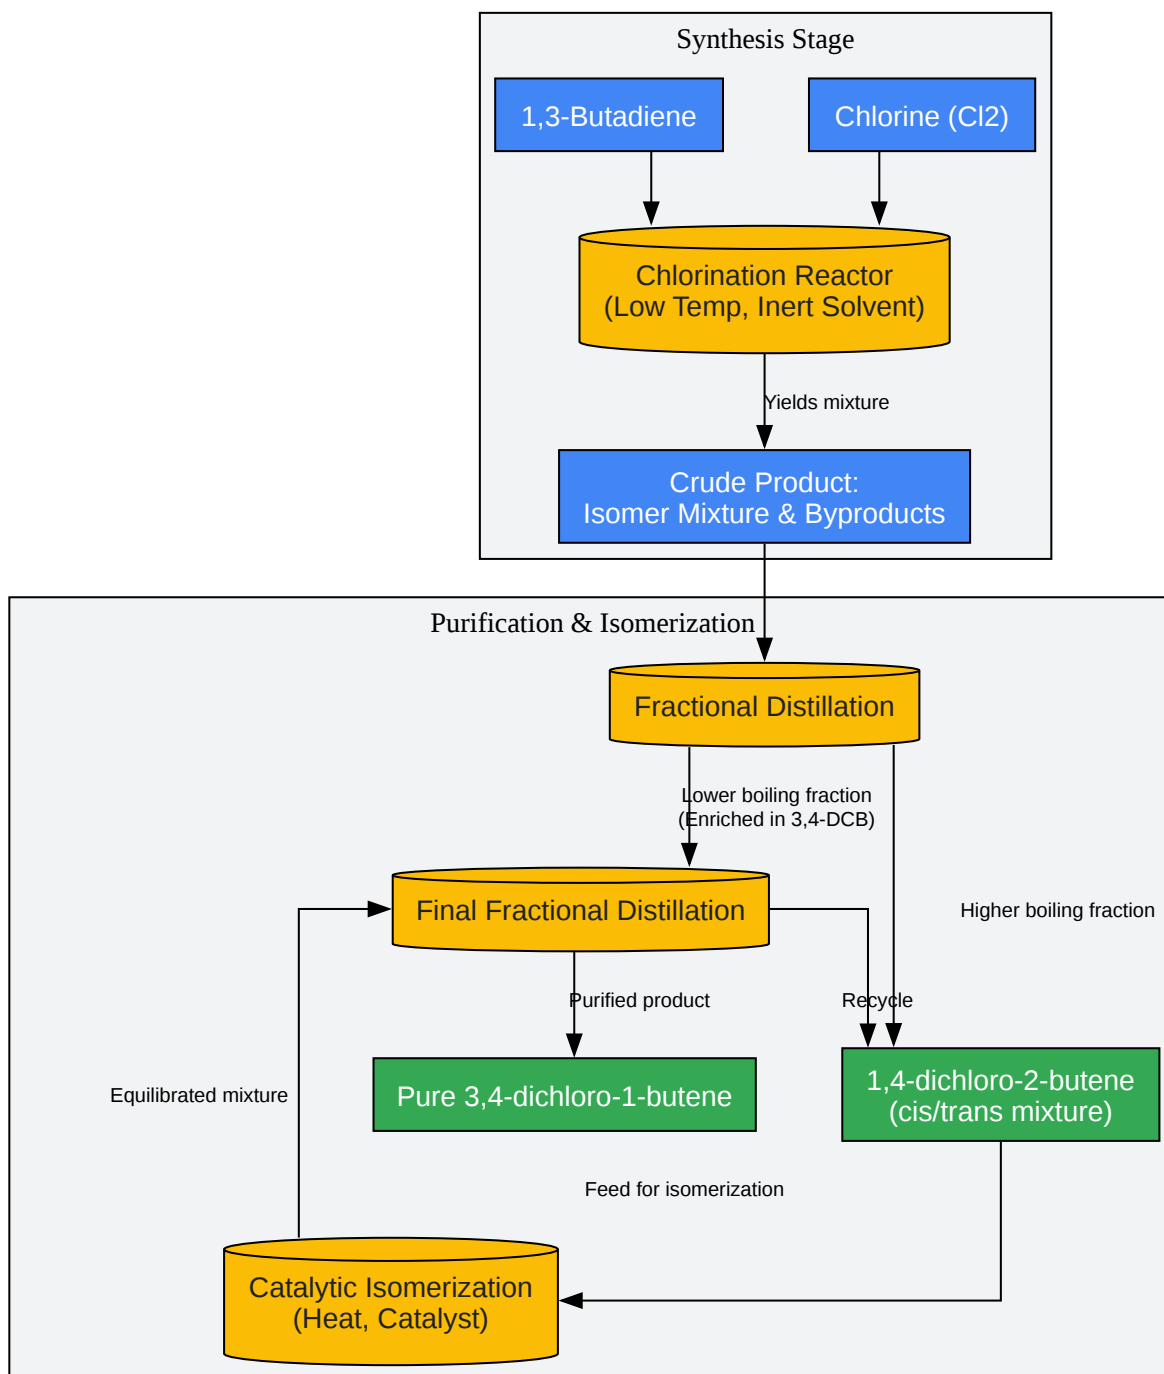 Synthesis Stage
1,3-Butadiene
Chlorine (Cl2)
Chlorination Reactor
(Low Temp, Inert Solvent)
Yields mixture
Crude Product:
Isomer Mixture & Byproducts
Purification & Isomerization
Fractional Distillation
Lower boiling fraction
(Enriched in 3,4-DCB)
Final Fractional Distillation
Higher boiling fraction
Purified product
Recycle
Equilibrated mixture
Pure 3,4-dichloro-1-butene
1,4-dichloro-2-butene
(cis/trans mixture)
Feed for isomerization
Catalytic Isomerization
(Heat, Catalyst)